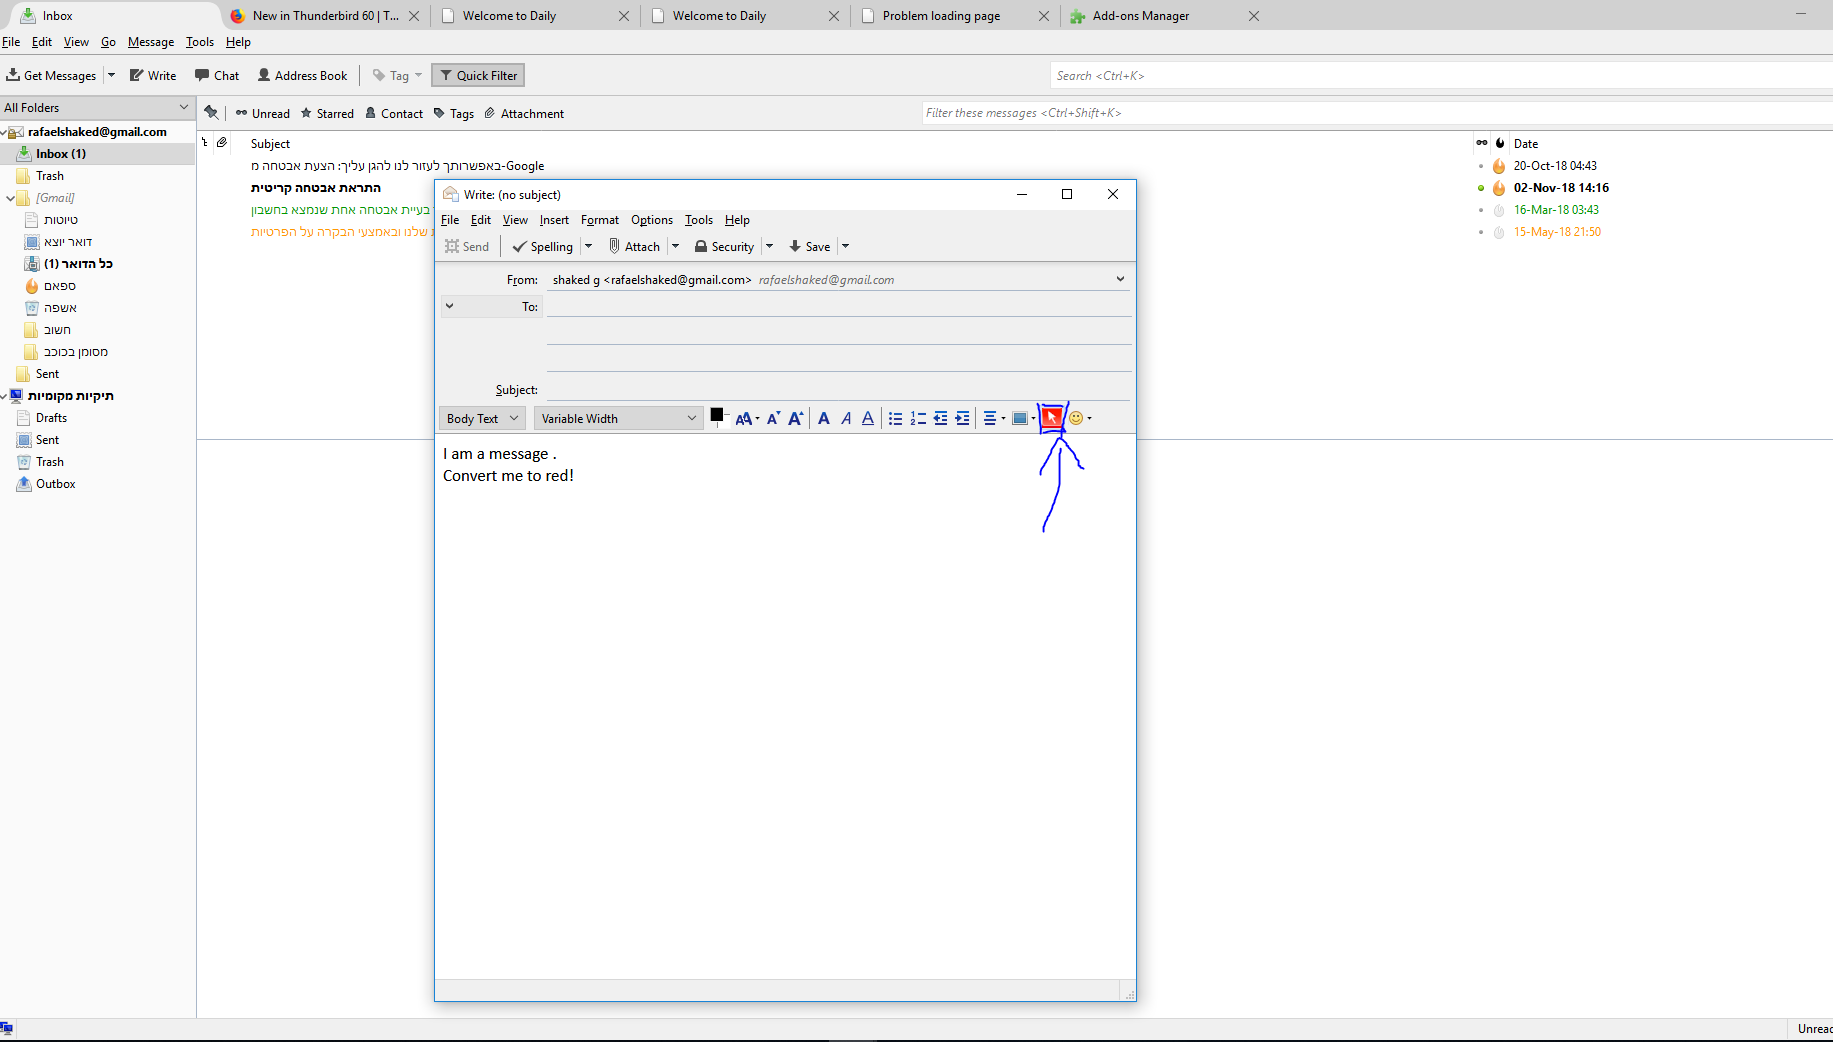 Inbox
New in Thunderbird 60 | T...
Welcome to Daily
Welcome to Daily
Problem loading page
Add-ons Manager
File Edit View Go Message Tools Help
Get Messages Write Chat Address Book Tag Quick Filter
Search <Ctrl+K>
All Folders
Unread Starred Contact Tags Attachment
Filter these messages <Ctrl+Shift+K>
rafaelshaked@gmail.com
Inbox (1)
Trash
[Gmail]
טיוטות
דואר יוצא
כל הדואר (1)
ספאם
אשפה
חשוב
מסומן בכוכב
Sent
תיקיות מקומיות
Drafts
Sent
Trash
Outbox
Subject
Date
באפשרותך לעזור לנו להגן עליך: הצעת אבטחה מ-Google
20-Oct-18 04:43
התראת אבטחה קריטית
02-Nov-18 14:16
בעיית אבטחה אחת שנמצא בחשבון
16-Mar-18 03:43
שלנו ובאמצעי הבקרה על הפרטיות
15-May-18 21:50
Write: (no subject)
File Edit View Insert Format Options Tools Help
Send Spelling Attach Security Save
From: shaked g <rafaelshaked@gmail.com> rafaelshaked@gmail.com
To:
Subject:
Body Text Variable Width
I am a message .
Convert me to red!
Unread